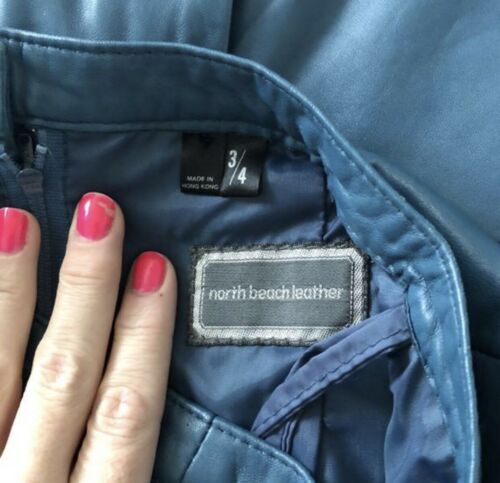 MADE IN
HONG KONG
3/4
north beach leather